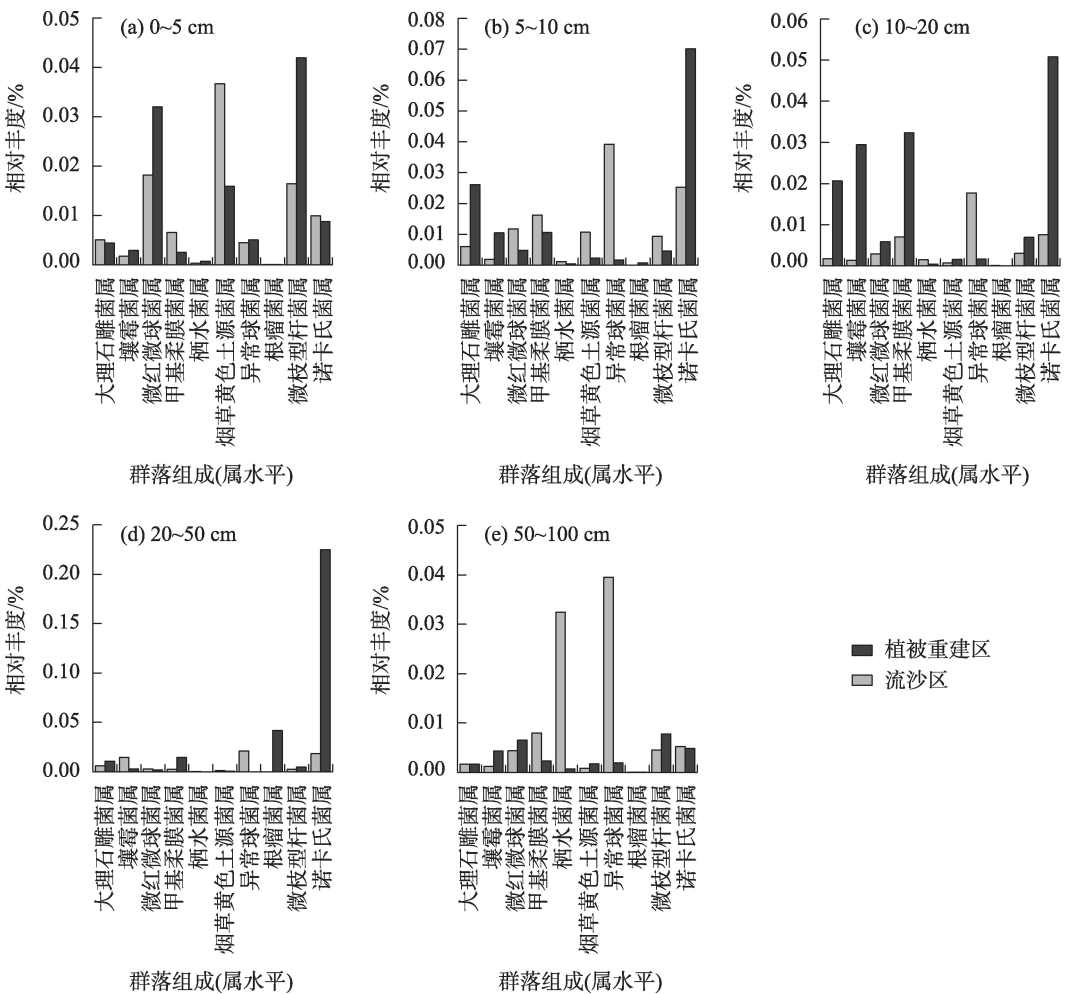 (a) 0~5 cm
0.05
0.04
0.03
0.02
0.01
0.00
相对丰度/%
大理石雕菌属
壤霉菌属
微红微球菌属
甲基柔膜菌属
栖水菌属
烟草黄色土源菌属
异常球菌属
根瘤菌属
微枝型杆菌属
诺卡氏菌属
群落组成(属水平)
(b) 5~10 cm
0.08
0.07
0.06
0.05
0.04
0.03
0.02
0.01
0.00
相对丰度/%
大理石雕菌属
壤霉菌属
微红微球菌属
甲基柔膜菌属
栖水菌属
烟草黄色土源菌属
异常球菌属
根瘤菌属
微枝型杆菌属
诺卡氏菌属
群落组成(属水平)
(c) 10~20 cm
0.06
0.05
0.04
0.03
0.02
0.01
0.00
相对丰度/%
大理石雕菌属
壤霉菌属
微红微球菌属
甲基柔膜菌属
栖水菌属
烟草黄色土源菌属
异常球菌属
根瘤菌属
微枝型杆菌属
诺卡氏菌属
群落组成(属水平)
(d) 20~50 cm
0.25
0.20
0.15
0.10
0.05
0.00
相对丰度/%
大理石雕菌属
壤霉菌属
微红微球菌属
甲基柔膜菌属
栖水菌属
烟草黄色土源菌属
异常球菌属
根瘤菌属
微枝型杆菌属
诺卡氏菌属
群落组成(属水平)
(e) 50~100 cm
0.05
0.04
0.03
0.02
0.01
0.00
相对丰度/%
大理石雕菌属
壤霉菌属
微红微球菌属
甲基柔膜菌属
栖水菌属
烟草黄色土源菌属
异常球菌属
根瘤菌属
微枝型杆菌属
诺卡氏菌属
群落组成(属水平)
植被重建区
流沙区